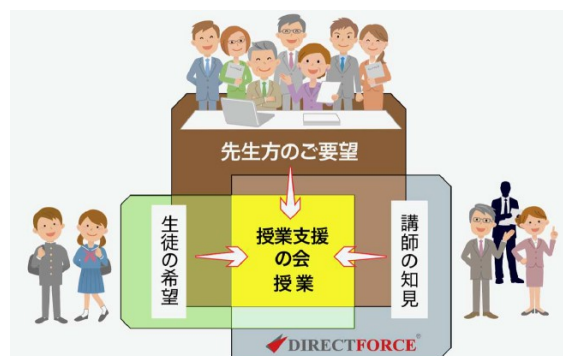 先生方のご要望
生徒の希望
授業支援
の会
授業
講師の知見
DIRECTFORCE®